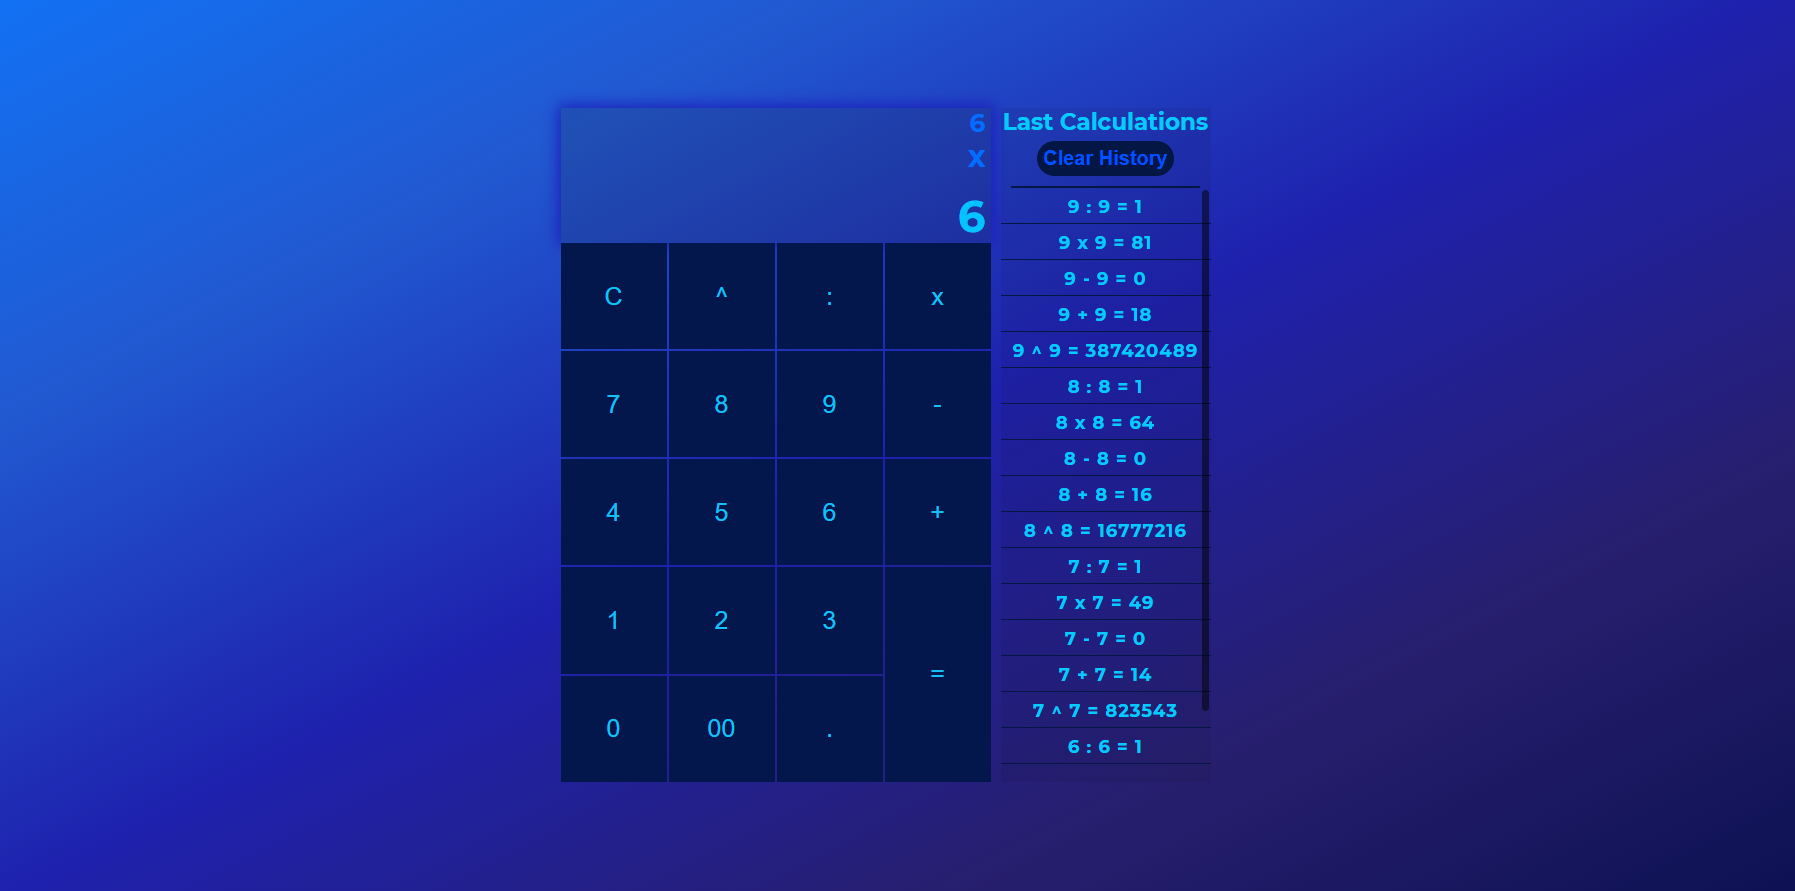 6
x
6
C ^ : x
7 8 9 -
4 5 6 +
1 2 3
=
0 00 .
Last Calculations
Clear History
9 : 9 = 1
9 x 9 = 81
9 - 9 = 0
9 + 9 = 18
9 ^ 9 = 387420489
8 : 8 = 1
8 x 8 = 64
8 - 8 = 0
8 + 8 = 16
8 ^ 8 = 16777216
7 : 7 = 1
7 x 7 = 49
7 - 7 = 0
7 + 7 = 14
7 ^ 7 = 823543
6 : 6 = 1